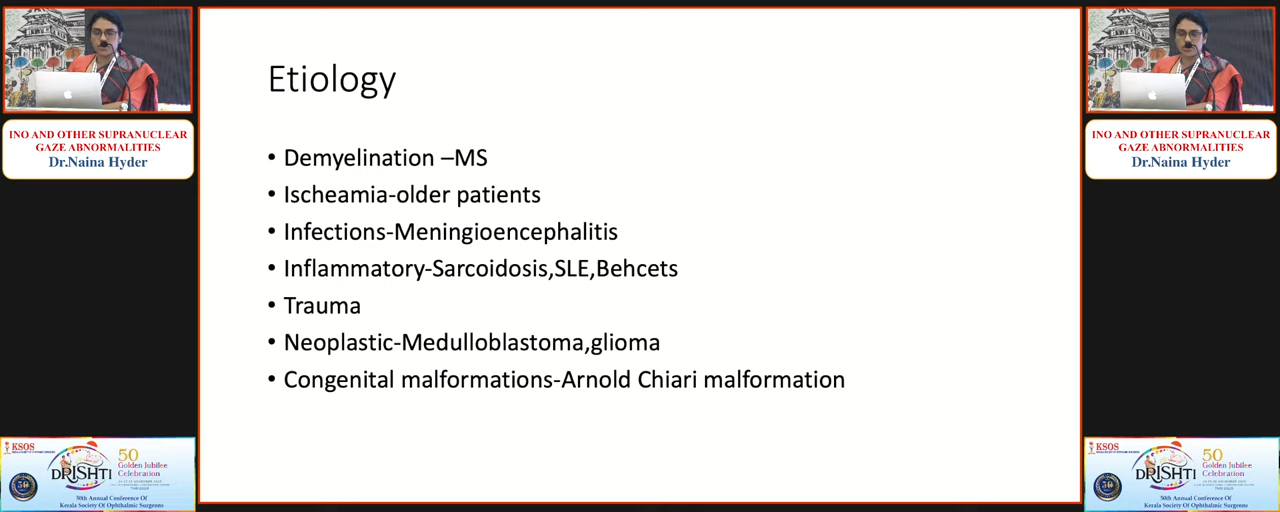 Etiology
• Demyelination –MS
• Ischeamia-older patients
• Infections-Meningioencephalitis
• Inflammatory-Sarcoidosis,SLE,Behcets
• Trauma
• Neoplastic-Medulloblastoma,glioma
• Congenital malformations-Arnold Chiari malformation
INO AND OTHER SUPRANUCLEAR
GAZE ABNORMALITIES
Dr.Naina Hyder
INO AND OTHER SUPRANUCLEAR
GAZE ABNORMALITIES
Dr.Naina Hyder
KSOS
DRISHTI
50
Golden Jubilee
Celebration
50th Annual Conference Of
Kerala Society Of Ophthalmic Surgeons
KSOS
DRISHTI
50
Golden Jubilee
Celebration
50th Annual Conference Of
Kerala Society Of Ophthalmic Surgeons